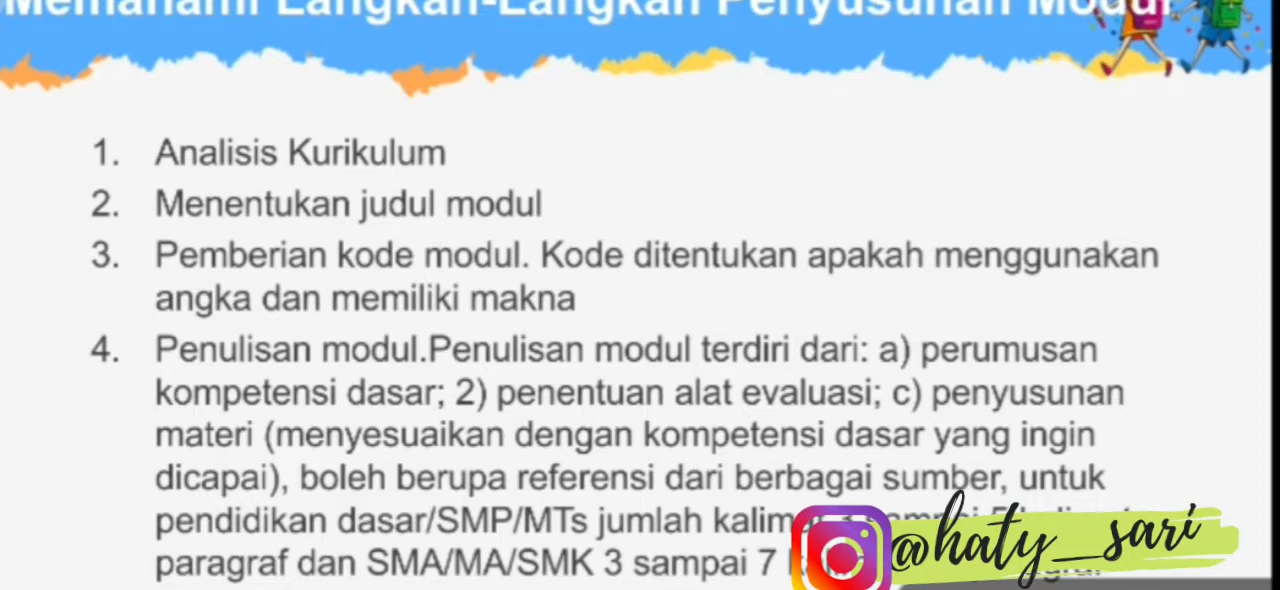 Memahami Langkah-Langkah Penyusunan Modul
1. Analisis Kurikulum
2. Menentukan judul modul
3. Pemberian kode modul. Kode ditentukan apakah menggunakan
angka dan memiliki makna
4. Penulisan modul.Penulisan modul terdiri dari: a) perumusan
kompetensi dasar; 2) penentuan alat evaluasi; c) penyusunan
materi (menyesuaikan dengan kompetensi dasar yang ingin
dicapai), boleh berupa referensi dari berbagai sumber, untuk
pendidikan dasar/SMP/MTs jumlah
paragraf dan SMA/MA/SMK 3 sampai 7
@haty_sari